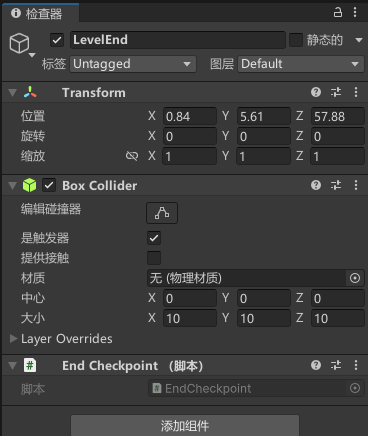 检查器
LevelEnd 静态的
标签 Untagged 图层 Default
Transform
位置 X 0.84 Y 5.61 Z 57.88
旋转 X 0 Y 0 Z 0
缩放 X 1 Y 1 Z 1
Box Collider
编辑碰撞器
是触发器
提供接触
材质 无 (物理材质)
中心 X 0 Y 0 Z 0
大小 X 10 Y 10 Z 10
Layer Overrides
End Checkpoint （脚本）
脚本 EndCheckpoint
添加组件